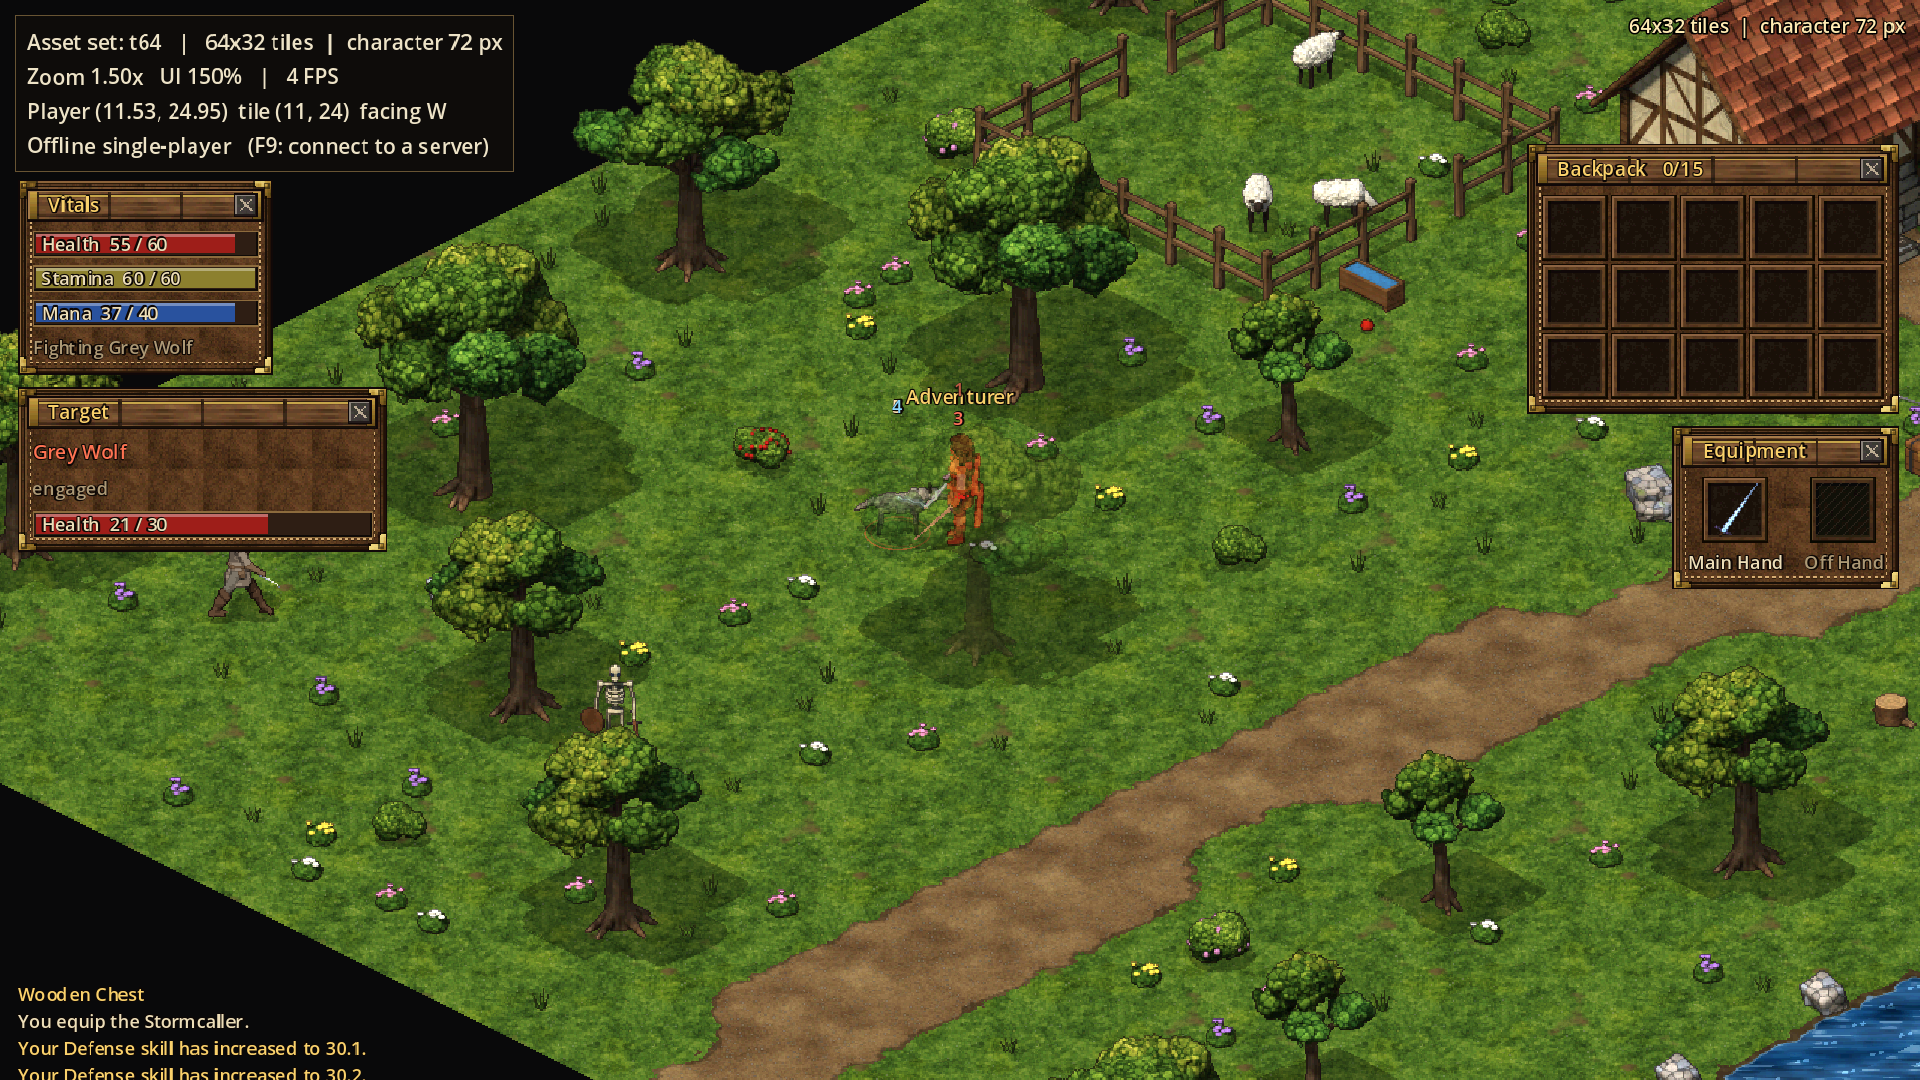 Asset set: t64 | 64x32 tiles | character 72 px
Zoom 1.50x UI 150% | 4 FPS
Player (11.53, 24.95) tile (11, 24) facing W
Offline single-player (F9: connect to a server)
64x32 tiles | character 72 px
Vitals
Health 55 / 60
Stamina 60 / 60
Mana 37 / 40
Fighting Grey Wolf
Target
Grey Wolf
engaged
Health 21 / 30
Backpack 0/15
Equipment
Main Hand Off Hand
1
Adventurer
4
3
Wooden Chest
You equip the Stormcaller.
Your Defense skill has increased to 30.1.
Your Defense skill has increased to 30.2.